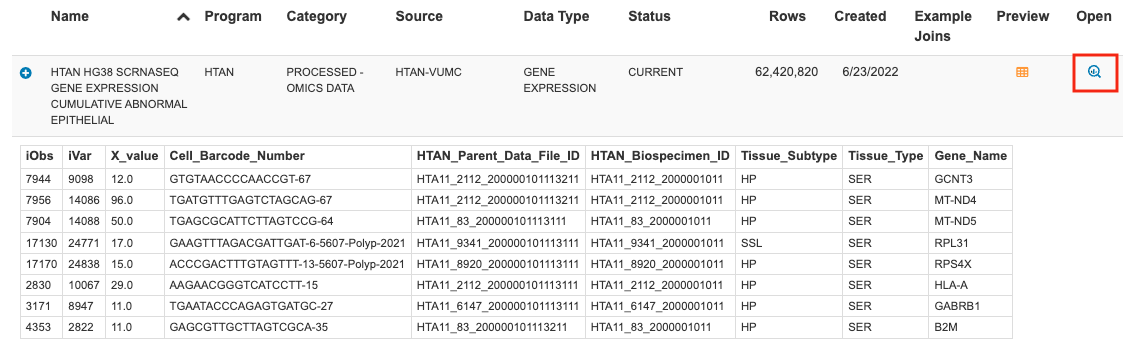 Name Program Category Source Data Type Status Rows Created Example Joins Preview Open
HTAN HG38 SCRNASEQ GENE EXPRESSION CUMULATIVE ABNORMAL EPITHELIAL HTAN PROCESSED - OMICS DATA HTAN-VUMC GENE EXPRESSION CURRENT 62,420,820 6/23/2022
iObs iVar X_value Cell_Barcode_Number HTAN_Parent_Data_File_ID HTAN_Biospecimen_ID Tissue_Subtype Tissue_Type Gene_Name
7944 9098 12.0 GTGTAACCCCAACCGT-67 HTA11_2112_200000101113211 HTA11_2112_2000001011 HP SER GCNT3
7956 14086 96.0 TGATGTTTGAGTCTAGCAG-67 HTA11_2112_200000101113211 HTA11_2112_2000001011 HP SER MT-ND4
7904 14088 50.0 TGAGCGCATTCTTAGTCCG-64 HTA11_83_200000101113111 HTA11_83_2000001011 HP SER MT-ND5
17130 24771 17.0 GAAGTTTAGACGATTGAT-6-5607-Polyp-2021 HTA11_9341_200000101113111 HTA11_9341_2000001011 SSL SER RPL31
17170 24838 15.0 ACCCGACTTTGTAGTTT-13-5607-Polyp-2021 HTA11_8920_200000101113111 HTA11_8920_2000001011 HP SER RPS4X
2830 10067 29.0 AAGAACGGGTCATCCTT-15 HTA11_2112_200000101113111 HTA11_2112_2000001011 HP SER HLA-A
3171 8947 11.0 TGAATACCCAGAGTGATGC-27 HTA11_6147_200000101113111 HTA11_6147_2000001011 HP SER GABRB1
4353 2822 11.0 GAGCGTTGCTTAGTCGCA-35 HTA11_83_200000101113211 HTA11_83_2000001011 HP SER B2M